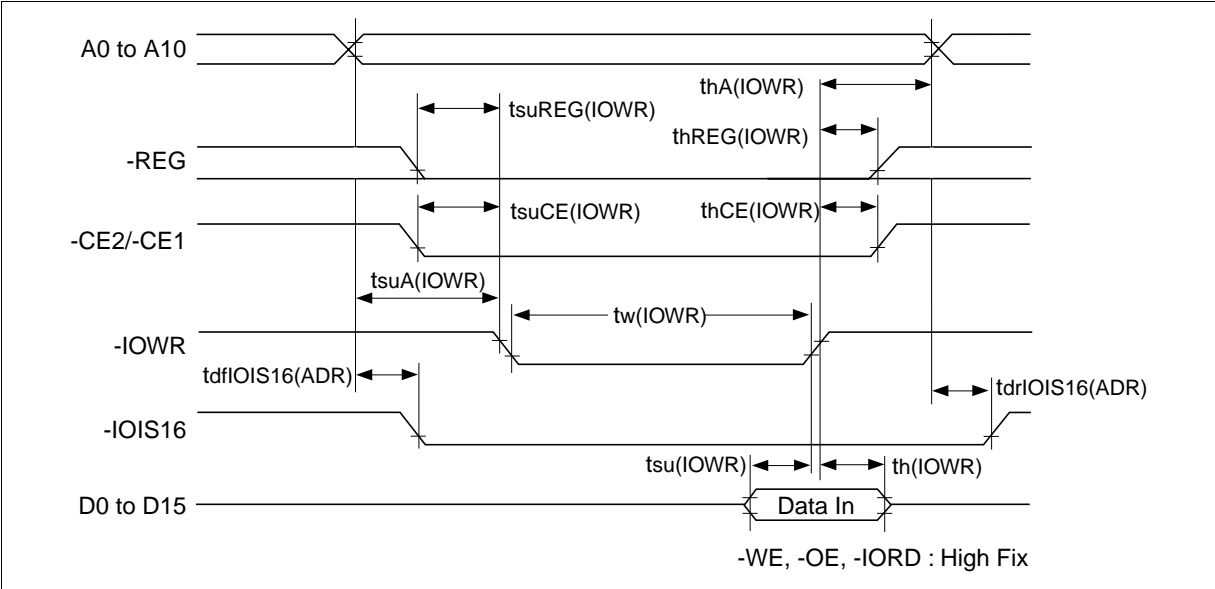 A0 to A10
thA(IOWR)
tsuREG(IOWR)
thREG(IOWR)
-REG
tsuCE(IOWR)
thCE(IOWR)
-CE2/-CE1
tsuA(IOWR)
tw(IOWR)
-IOWR
tdfIOIS16(ADR)
tdrIOIS16(ADR)
-IOIS16
tsu(IOWR)
th(IOWR)
D0 to D15
Data In
-WE, -OE, -IORD : High Fix